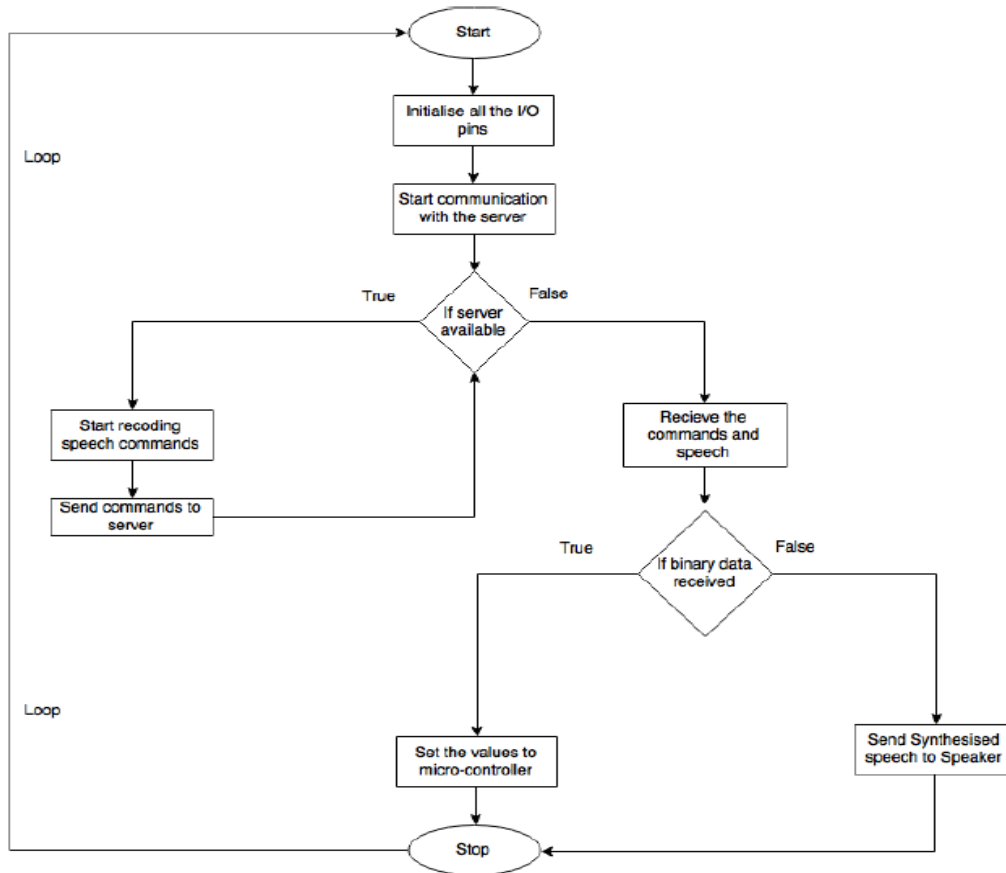 Start
Initialise all the I/O
pins
Loop
Start communication
with the server
True
False
If server
available
Start recoding
speech commands
Recieve the
commands and
speech
Send commands to
server
True
False
If binary data
received
Loop
Set the values to
micro-controller
Send Synthesised
speech to Speaker
Stop